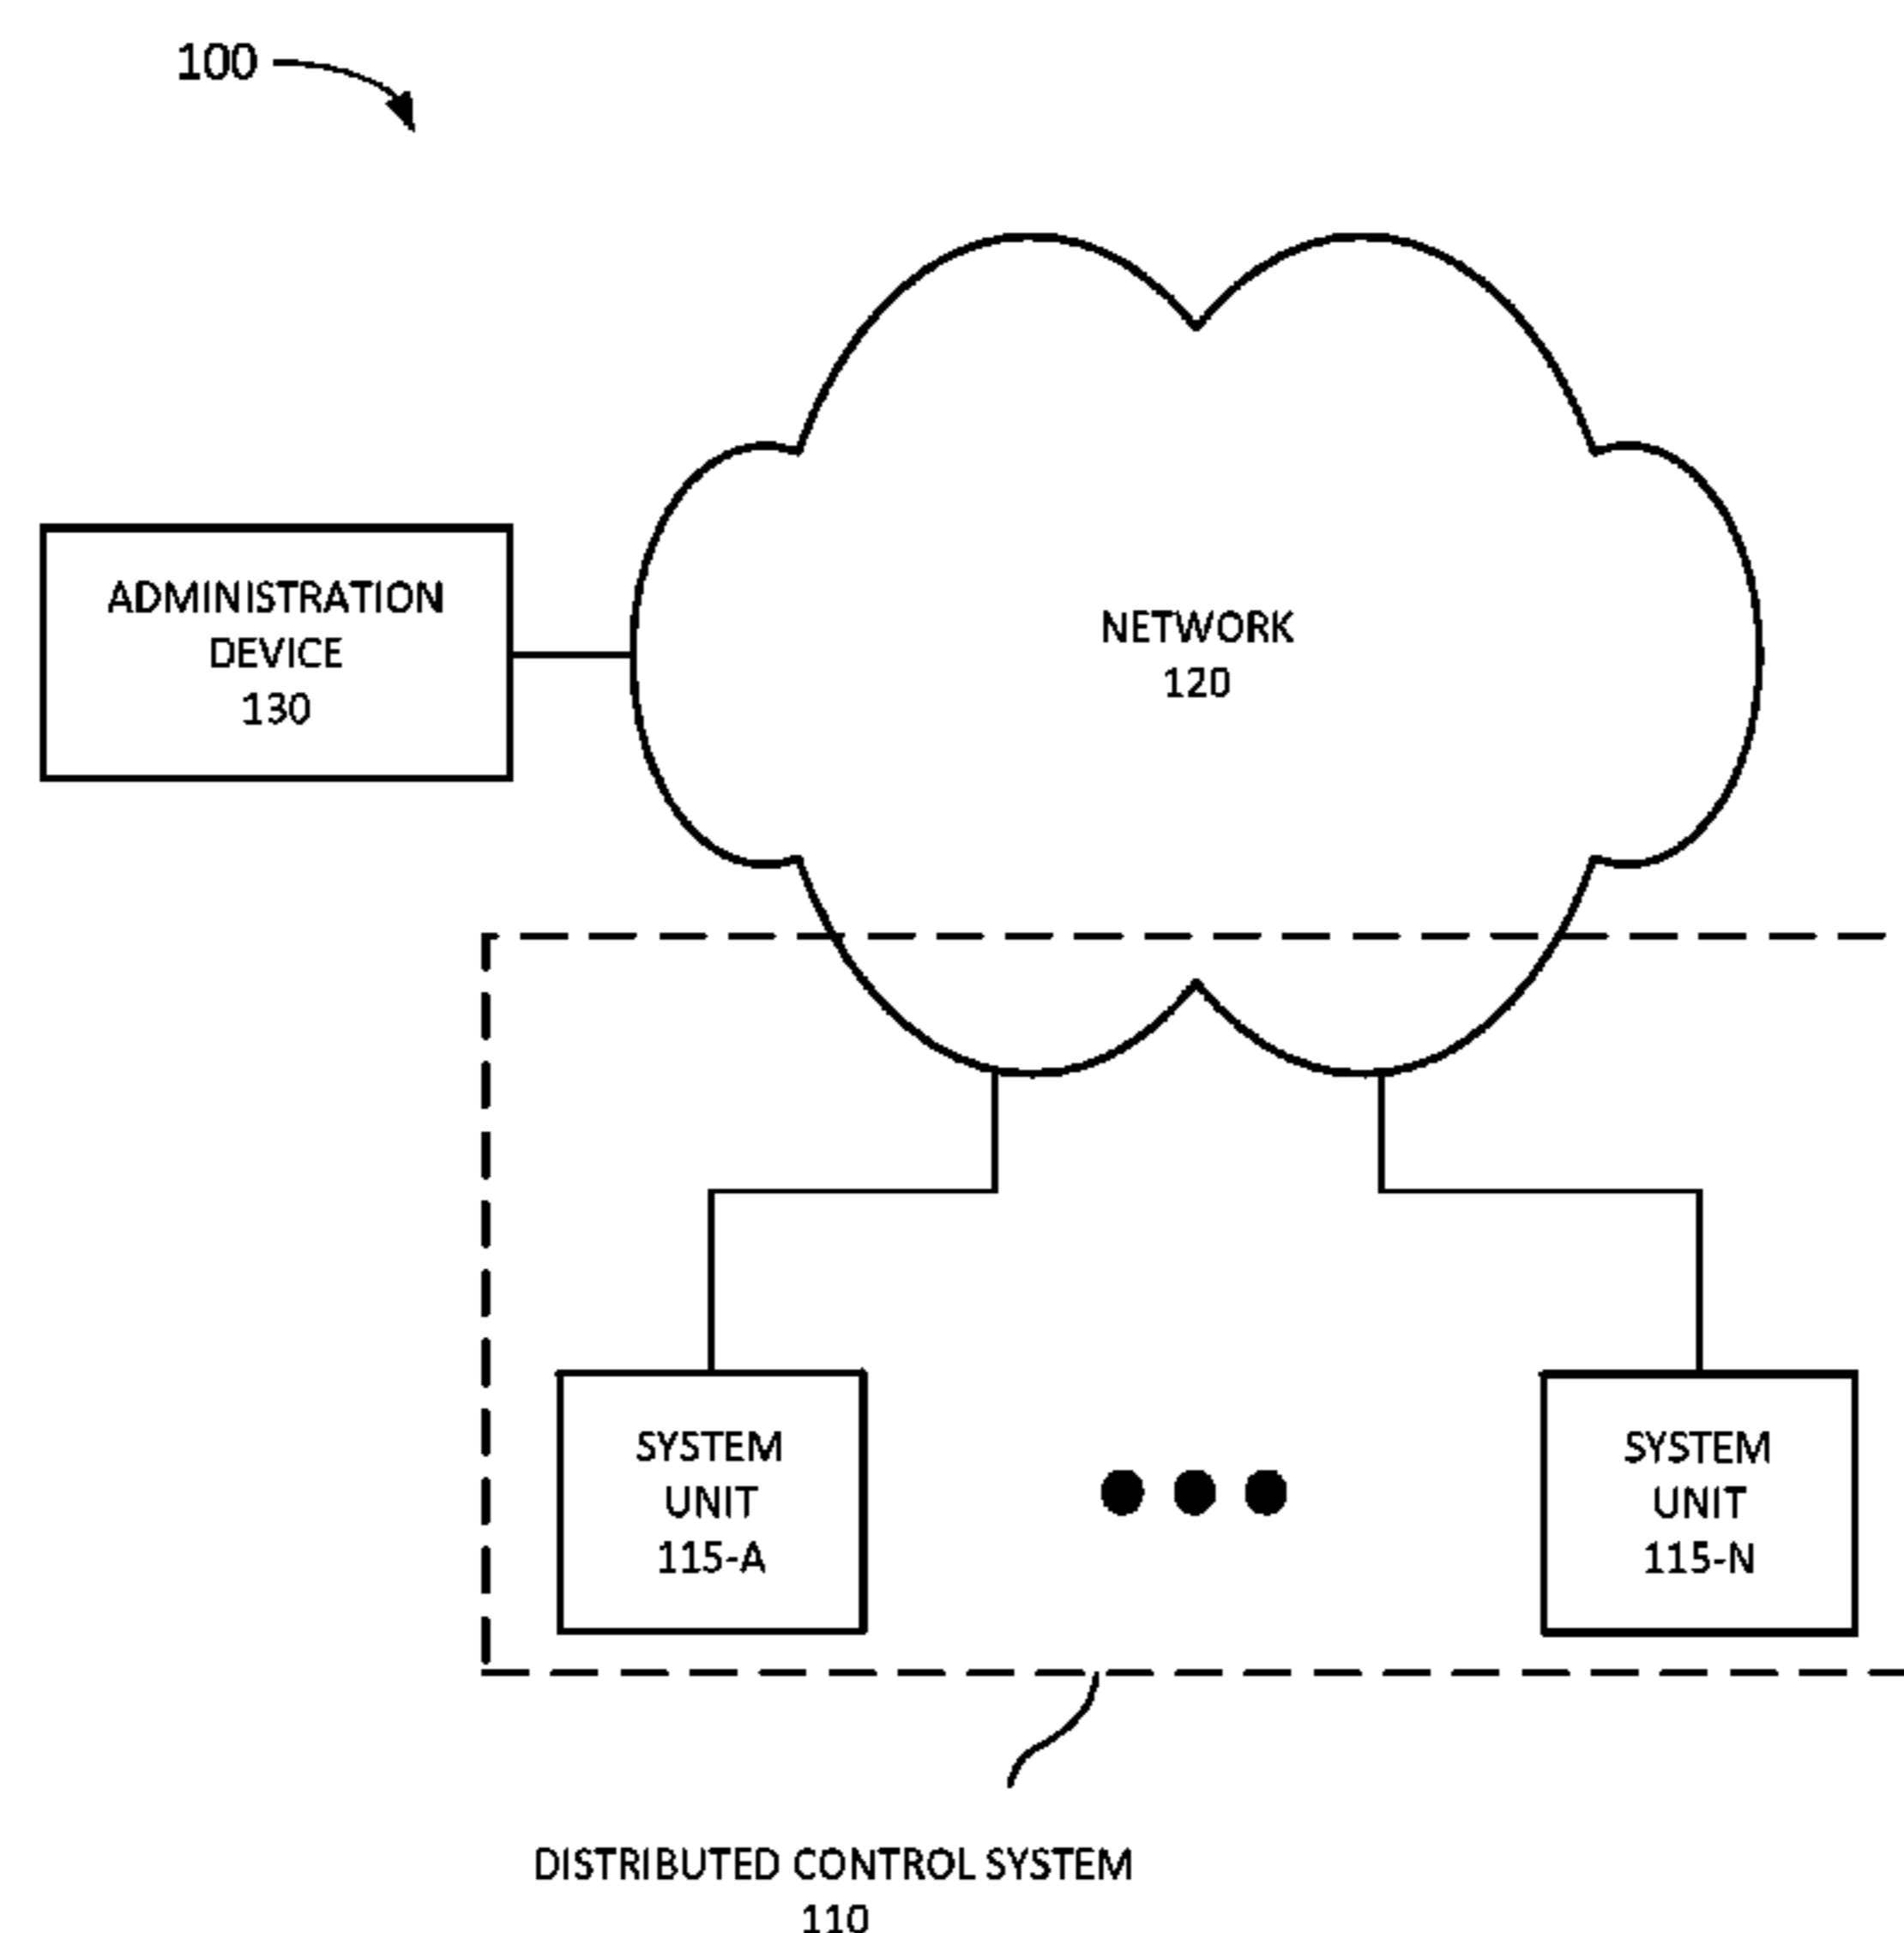 100
ADMINISTRATION
DEVICE
130
NETWORK
120
SYSTEM
UNIT
115-A
SYSTEM
UNIT
115-N
DISTRIBUTED CONTROL SYSTEM
110